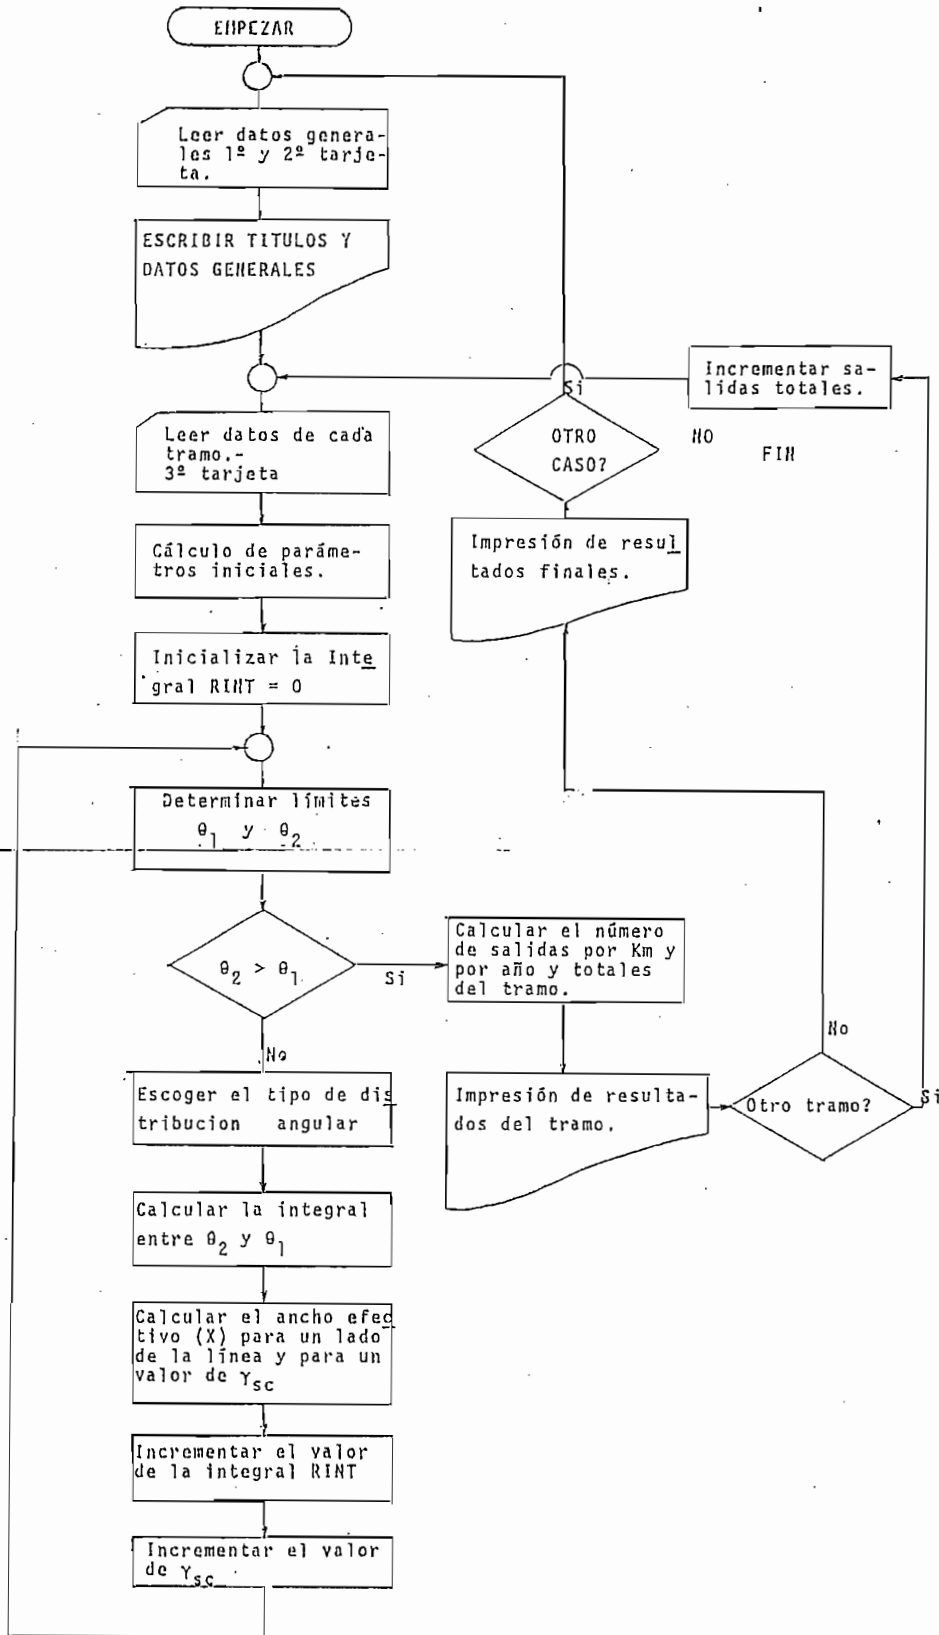 EMPEZAR
Leer datos genera-
les 1º y 2º tarje-
ta.
ESCRIBIR TITULOS Y
DATOS GENERALES
Leer datos de cada
tramo.-
3º tarjeta
Cálculo de paráme-
tros iniciales.
Inicializar la Inte
gral RINT = 0
Determinar límites
θ1 y θ2
θ2 > θ1
Si
No
Escoger el tipo de dis
tribucion angular
Calcular la integral
entre θ2 y θ1
Calcular el ancho efec
tivo (X) para un lado
de la línea y para un
valor de γsc
Incrementar el valor
de la integral RINT
Incrementar el valor
de γsc
Calcular el número
de salidas por Km y
por año y totales
del tramo.
Impresión de resulta-
dos del tramo.
Otro tramo?
No
Si
Impresión de resul
tados finales.
OTRO
CASO?
Si
NO
FIN
Incrementar sa-
lidas totales.